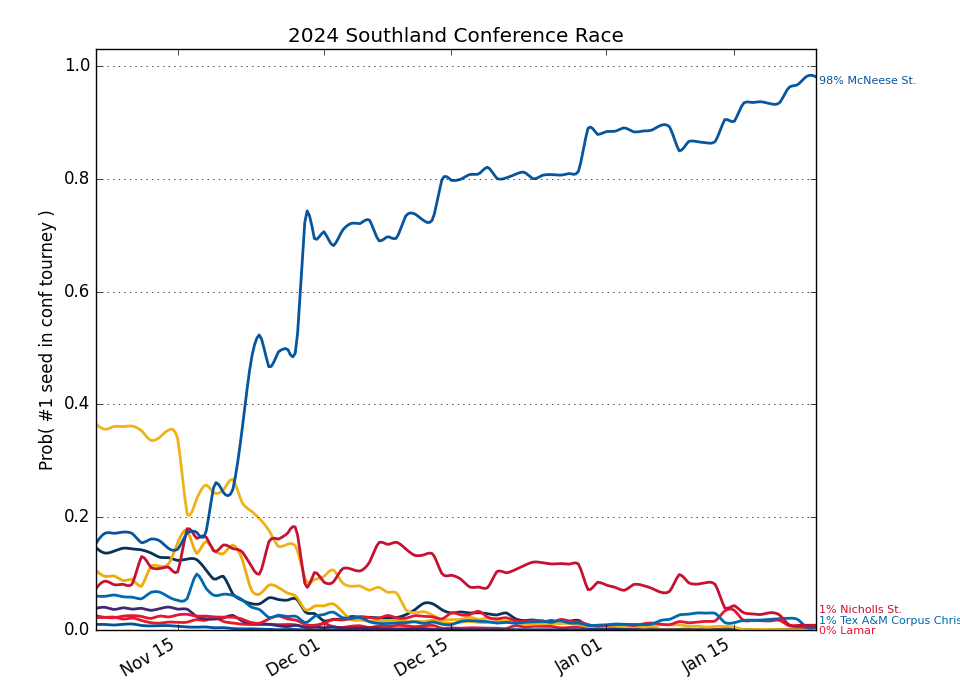 2024 Southland Conference Race
Prob( #1 seed in conf tourney )
1.0
0.8
0.6
0.4
0.2
0.0
Nov 15
Dec 01
Dec 15
Jan 01
Jan 15
98% McNeese St.
1% Nicholls St.
1% Tex A&M Corpus Chris
0% Lamar